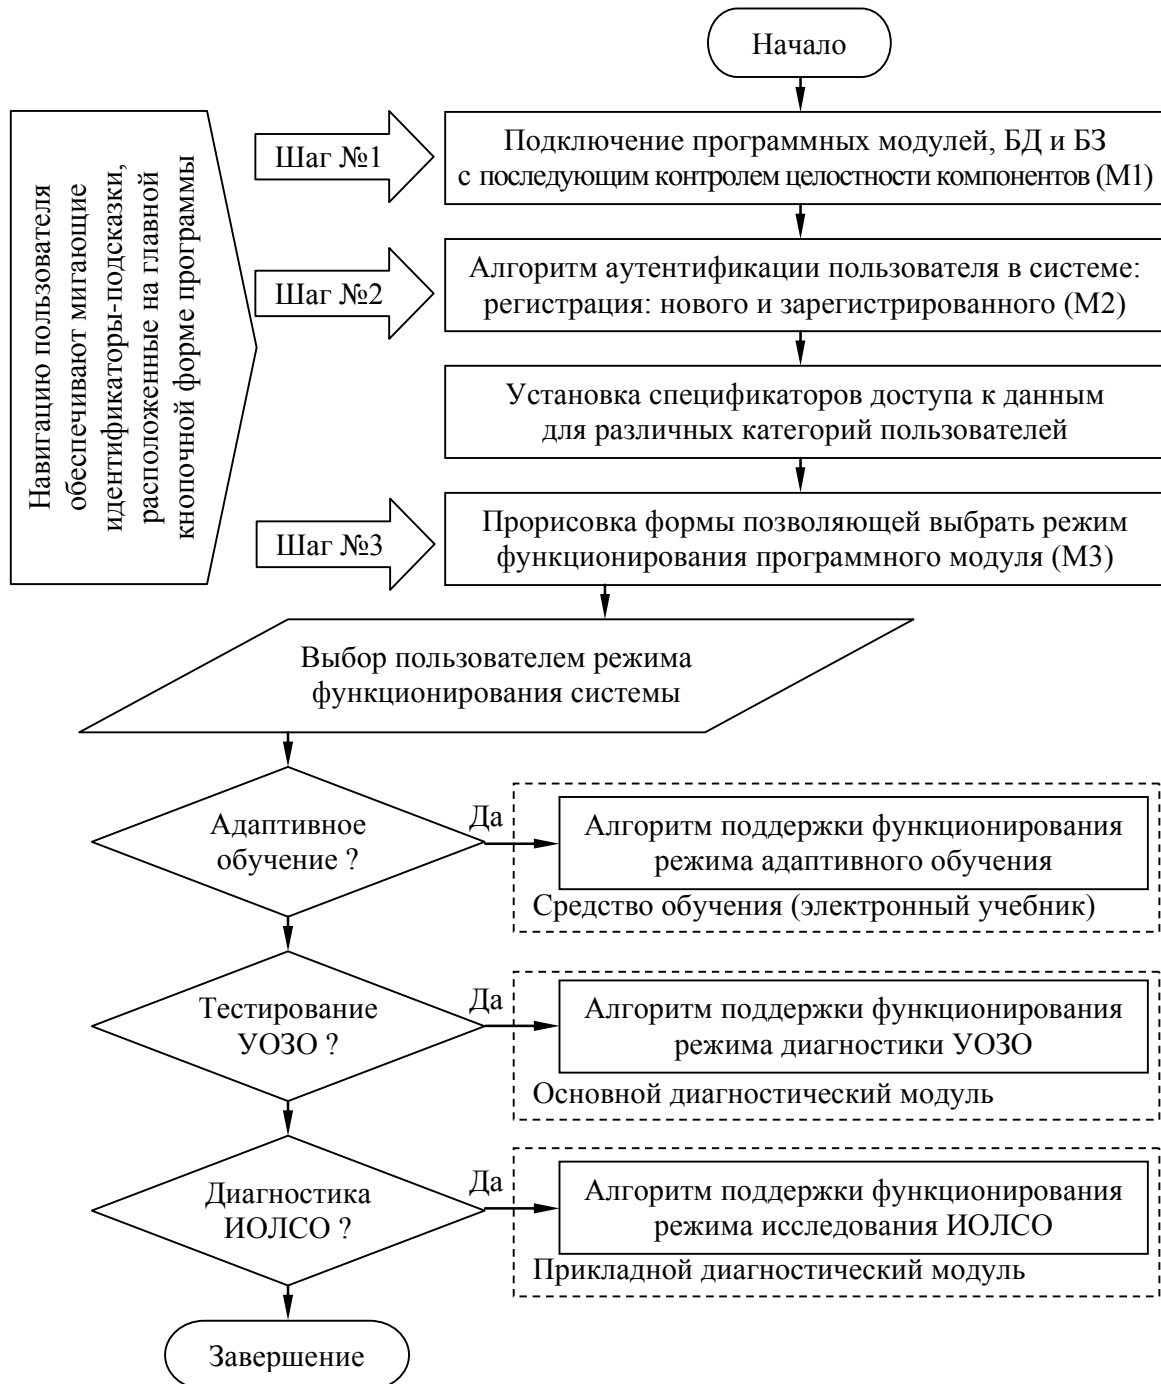 Начало
Навигацию пользователя
обеспечивают мигающие
идентификаторы-подсказки,
расположенные на главной
кнопочной форме программы
Шаг №1
Подключение программных модулей, БД и БЗ
с последующим контролем целостности компонентов (М1)
Шаг №2
Алгоритм аутентификации пользователя в системе:
регистрация: нового и зарегистрированного (М2)
Установка спецификаторов доступа к данным
для различных категорий пользователей
Шаг №3
Прорисовка формы позволяющей выбрать режим
функционирования программного модуля (М3)
Выбор пользователем режима
функционирования системы
Адаптивное
обучение ?
Да
Алгоритм поддержки функционирования
режима адаптивного обучения
Средство обучения (электронный учебник)
Тестирование
УОЗО ?
Да
Алгоритм поддержки функционирования
режима диагностики УОЗО
Основной диагностический модуль
Диагностика
ИОЛСО ?
Да
Алгоритм поддержки функционирования
режима исследования ИОЛСО
Прикладной диагностический модуль
Завершение